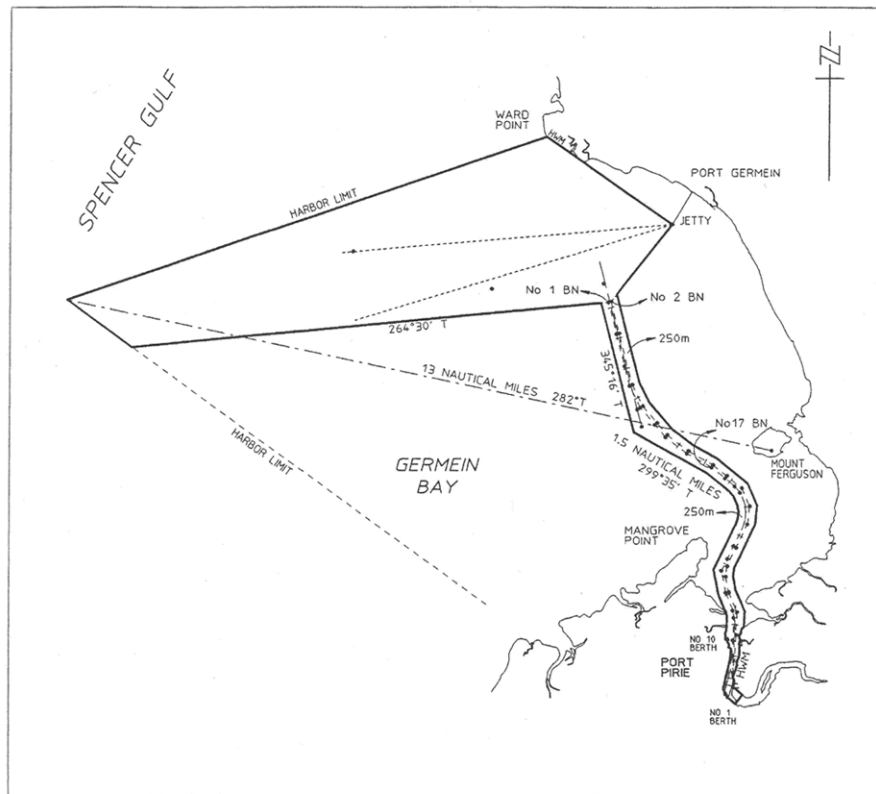 SPENCER GULF
N
WARD
POINT
HWM
PORT GERMEIN
JETTY
HARBOR LIMIT
No 1 BN
No 2 BN
264°30' T
250m
345°16' T
13 NAUTICAL MILES 282°T
No17 BN
MOUNT
FERGUSON
1.5 NAUTICAL MILES
299°35' T
HARBOR LIMIT
GERMEIN
BAY
250m
MANGROVE
POINT
NO 10
BERTH
PORT
PIRIE
HWM
NO 1
BERTH